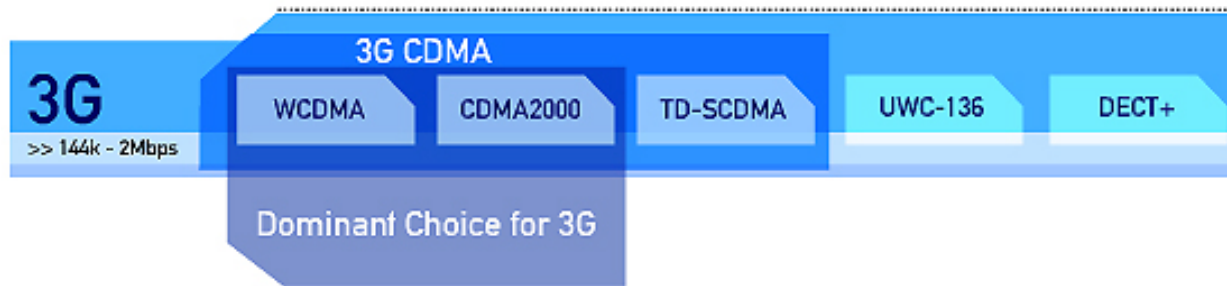 3G CDMA
3G
WCDMA
CDMA2000
TD-SCDMA
UWC-136
DECT+
>> 144k - 2Mbps
Dominant Choice for 3G